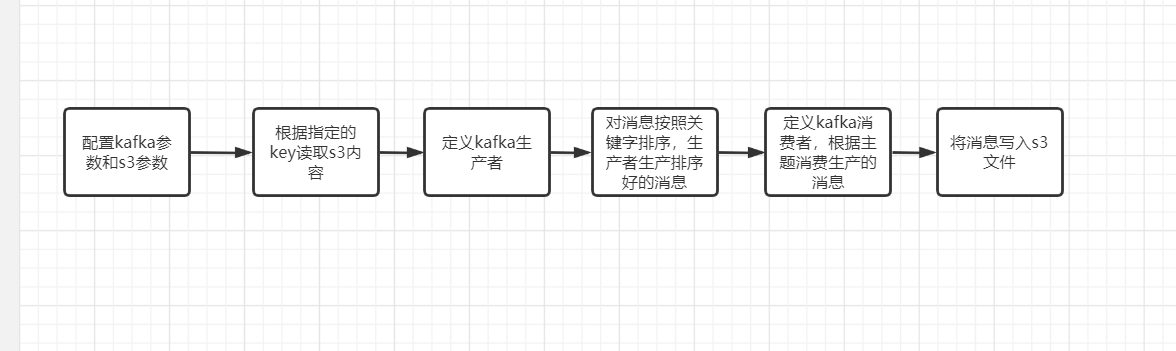 配置kafka参
数和s3参数
根据指定的
key读取s3内
容
定义kafka生
产者
对消息按照关
键字排序，生
产者生产排序
好的消息
定义kafka消
费者，根据主
题消费生产的
消息
将消息写入s3
文件